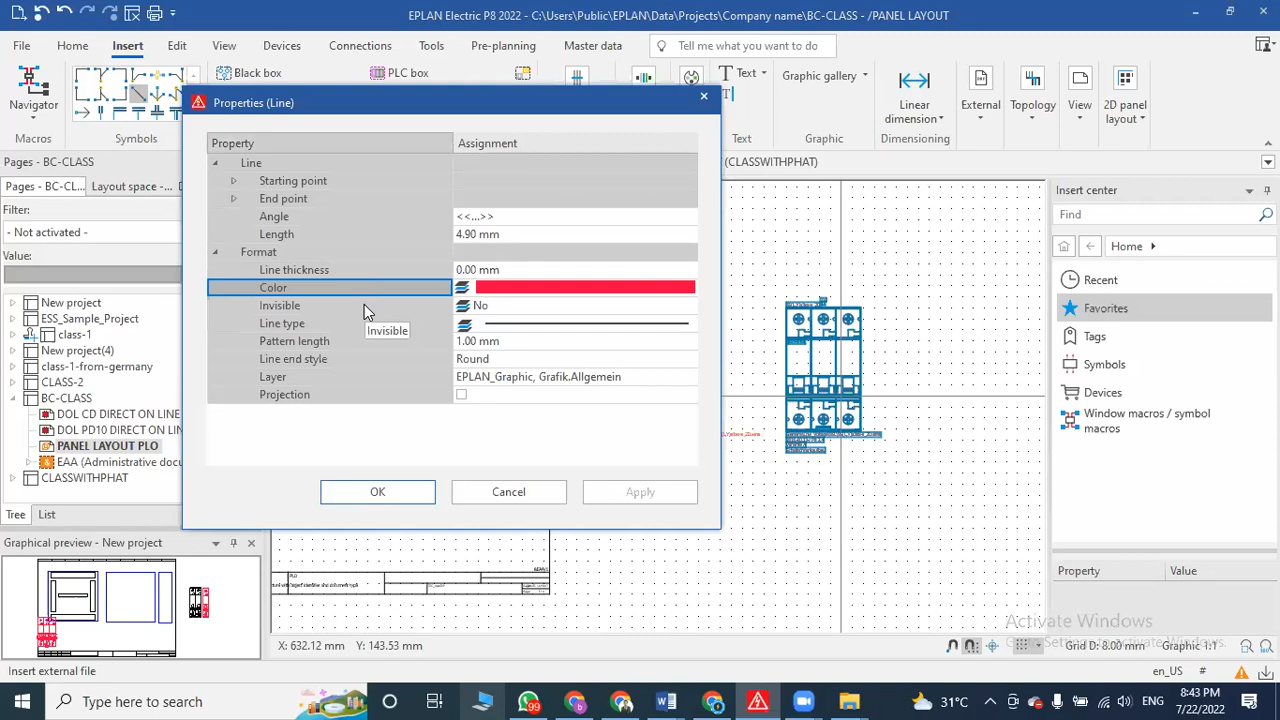 EPLAN Electric P8 2022 - C:\Users\Public\EPLAN\Data\Projects\Company name\BC-CLASS - /PANEL LAYOUT
File Home Insert Edit View Devices Connections Tools Pre-planning Master data Tell me what you want to do
Navigator
Macros
Symbols
Black box
PLC box
Text
Text
Graphic gallery
Graphic
Linear dimension
Dimensioning
External
Topology
View
2D panel layout
Pages - BC-CLASS
(CLASSWITHPHAT)
Pages - BC-CL... Layout space -...
Filter:
- Not activated -
Value:
New project
ESS_Sample_Project
class-1
New project(4)
class-1-from-germany
CLASS-2
BC-CLASS
DOL CD DIRECT ON LINE
DOL PD DIRECT ON LINE
PANEL LAYOUT PLO
EAA (Administrative docu
CLASSWITHPHAT
Tree List
Graphical preview - New project
Properties (Line)
Property Assignment
Line
Starting point
End point
Angle <<...>>
Length 4.90 mm
Format
Line thickness 0.00 mm
Color
Invisible No
Line type
Invisible
Pattern length 1.00 mm
Line end style Round
Layer EPLAN_Graphic, Grafik.Allgemein
Projection
OK Cancel Apply
Insert center
Find
Home
Recent
Favorites
Tags
Symbols
Devices
Window macros / symbol macros
Property Value
Activate Windows
Go to Settings to activate Windows.
X: 632.12 mm Y: 143.53 mm
Grid D: 8.00 mm Graphic 1:1
Insert external file
en_US #
Type here to search
99
31°C
ENG
8:43 PM
7/22/2022